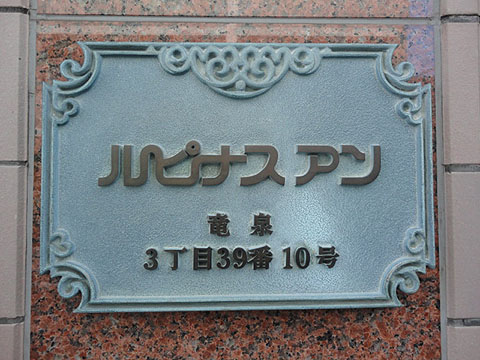 ルピナス アン
竜泉
3丁目39番10号